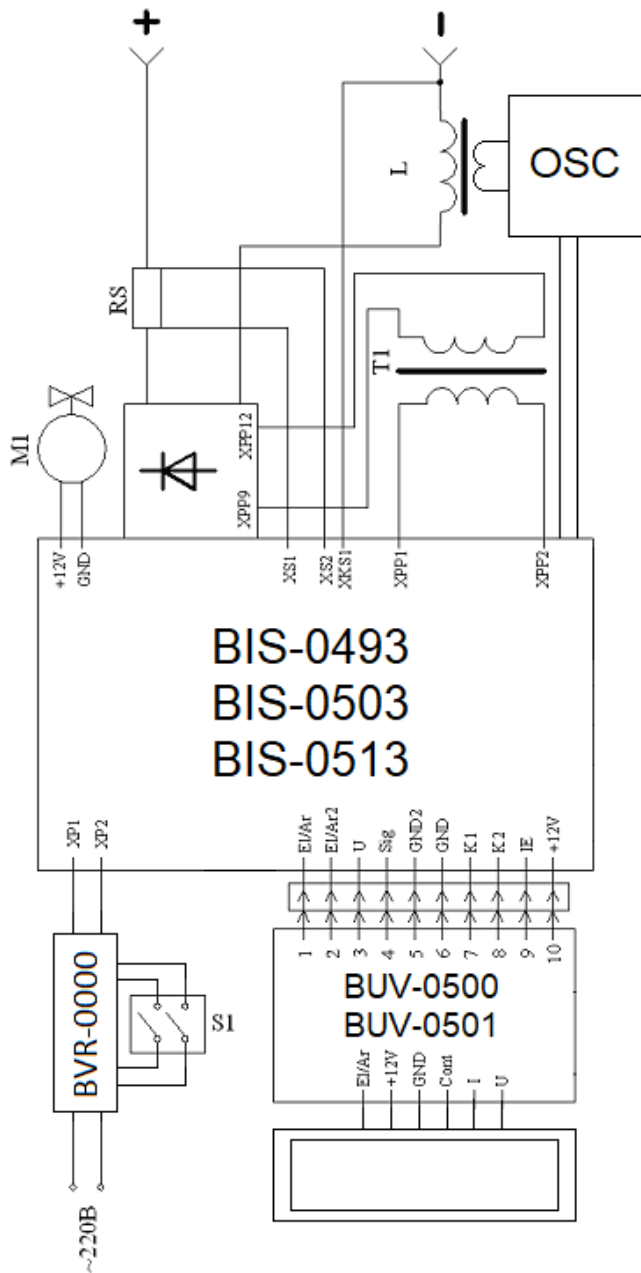 +
-
L
OSC
RS
T1
M1
XPP12
XPP9
+12V
GND
XS1
XS2
XKS1
XPP1
XPP2
BIS-0493
BIS-0503
BIS-0513
XP1
XP2
El/Ar
El/Ar2
U
Sig
GND2
GND
K1
K2
IE
+12V
1
2
3
4
5
6
7
8
9
10
BVR-0000
S1
BUV-0500
BUV-0501
El/Ar
+12V
GND
Cont
I
U
~220В